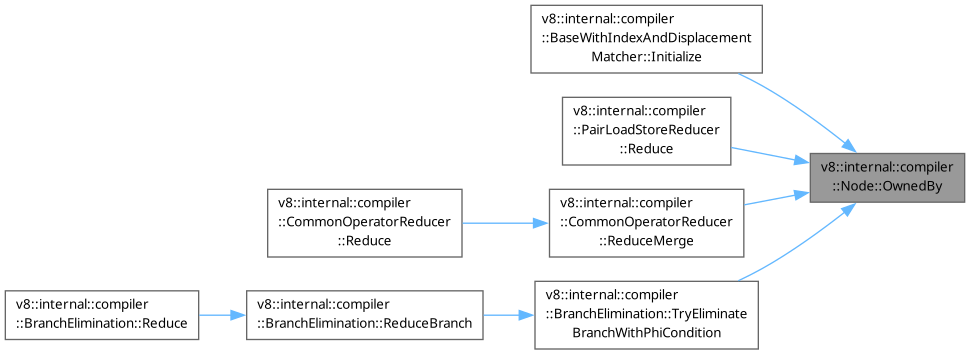 v8::internal::compiler
::BaseWithIndexAndDisplacement
Matcher::Initialize
v8::internal::compiler
::PairLoadStoreReducer
::Reduce
v8::internal::compiler
::Node::OwnedBy
v8::internal::compiler
::CommonOperatorReducer
::Reduce
v8::internal::compiler
::CommonOperatorReducer
::ReduceMerge
v8::internal::compiler
::BranchElimination::Reduce
v8::internal::compiler
::BranchElimination::ReduceBranch
v8::internal::compiler
::BranchElimination::TryEliminate
BranchWithPhiCondition